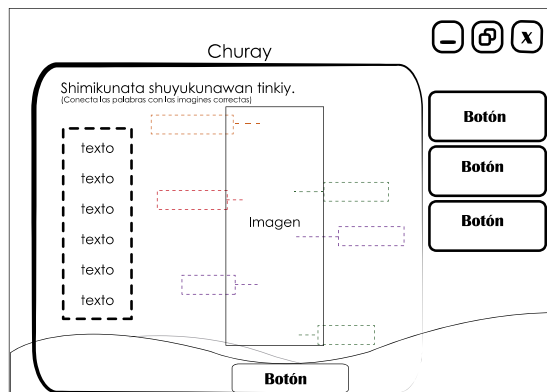 Churay
Shimikunata shuyukunawan tinkiy.
(Conecta las palabras con las imagines correctas)
texto
texto
texto
texto
texto
texto
Imagen
x
Botón
Botón
Botón
Botón